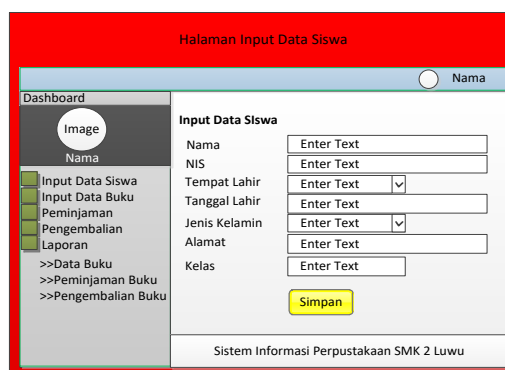 Halaman Input Data Siswa
Nama
Dashboard
Image
Nama
Input Data Siswa
Input Data Buku
Peminjaman
Pengembalian
Laporan
>>Data Buku
>>Peminjaman Buku
>>Pengembalian Buku
Input Data SIswa
Nama Enter Text
NIS Enter Text
Tempat Lahir Enter Text
Tanggal Lahir Enter Text
Jenis Kelamin Enter Text
Alamat Enter Text
Kelas Enter Text
Simpan
Sistem Informasi Perpustakaan SMK 2 Luwu